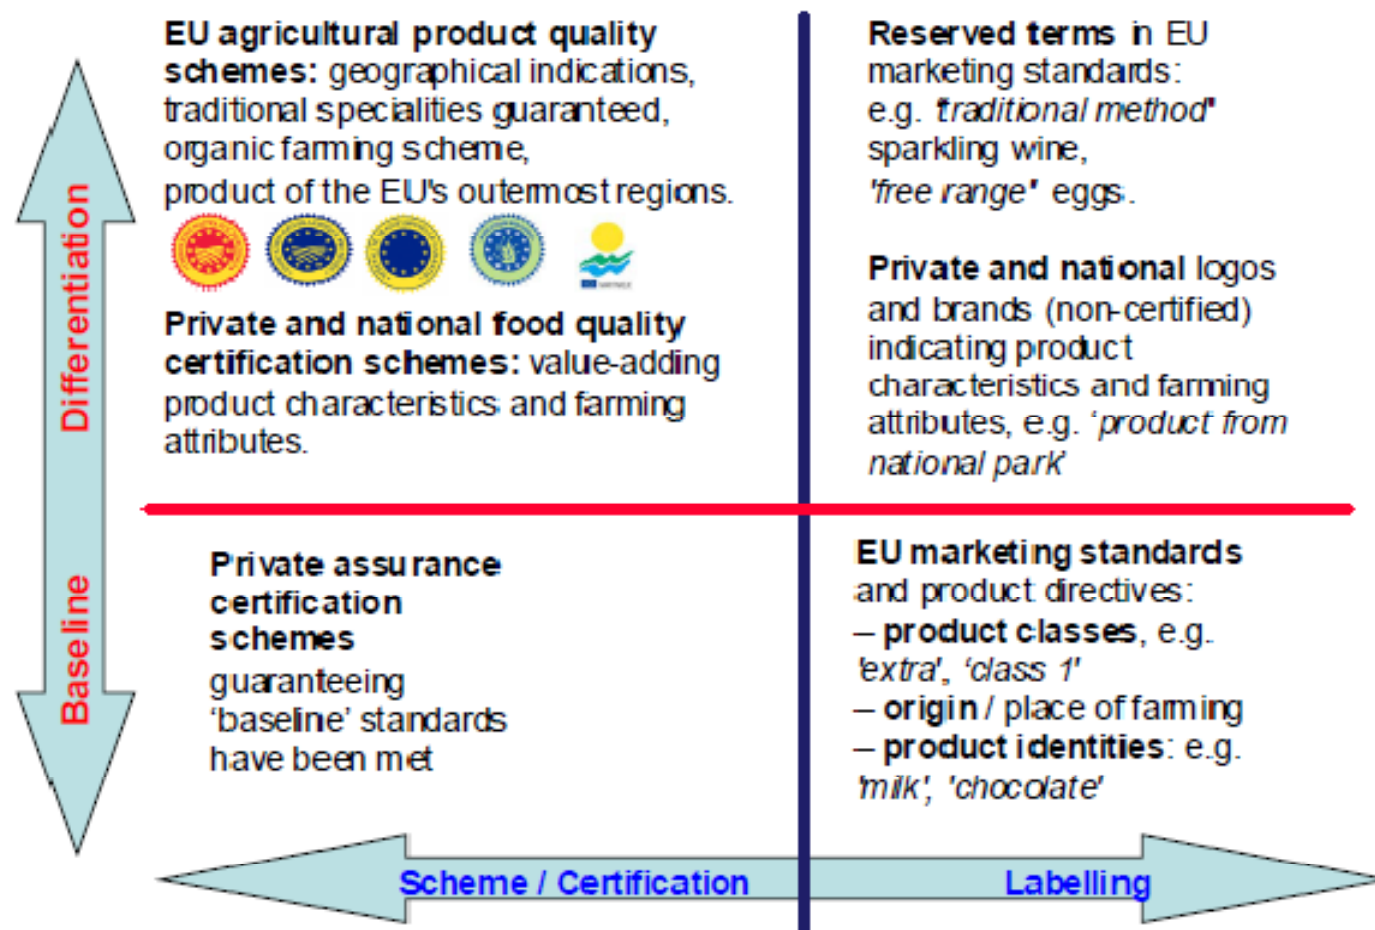 EU agricultural product quality
schemes: geographical indications,
traditional specialities guaranteed,
organic farming scheme,
product of the EU's outermost regions.
Private and national food quality
certification schemes: value-adding
product characteristics and farming
attributes.
Reserved terms in EU
marketing standards:
e.g. "traditional method"
sparkling wine,
'free range" eggs.
Private and national logos
and brands (non-certified)
indicating product
characteristics and farming
attributes, e.g. ‘product from
national park’
Differentiation
Baseline
Private assurance
certification
schemes
guaranteeing
‘baseline’ standards
have been met
EU marketing standards
and product directives:
– product classes, e.g.
'extra', ‘class 1'
– origin / place of farming
– product identities: e.g.
'milk', 'chocolate'
Scheme / Certification
Labelling